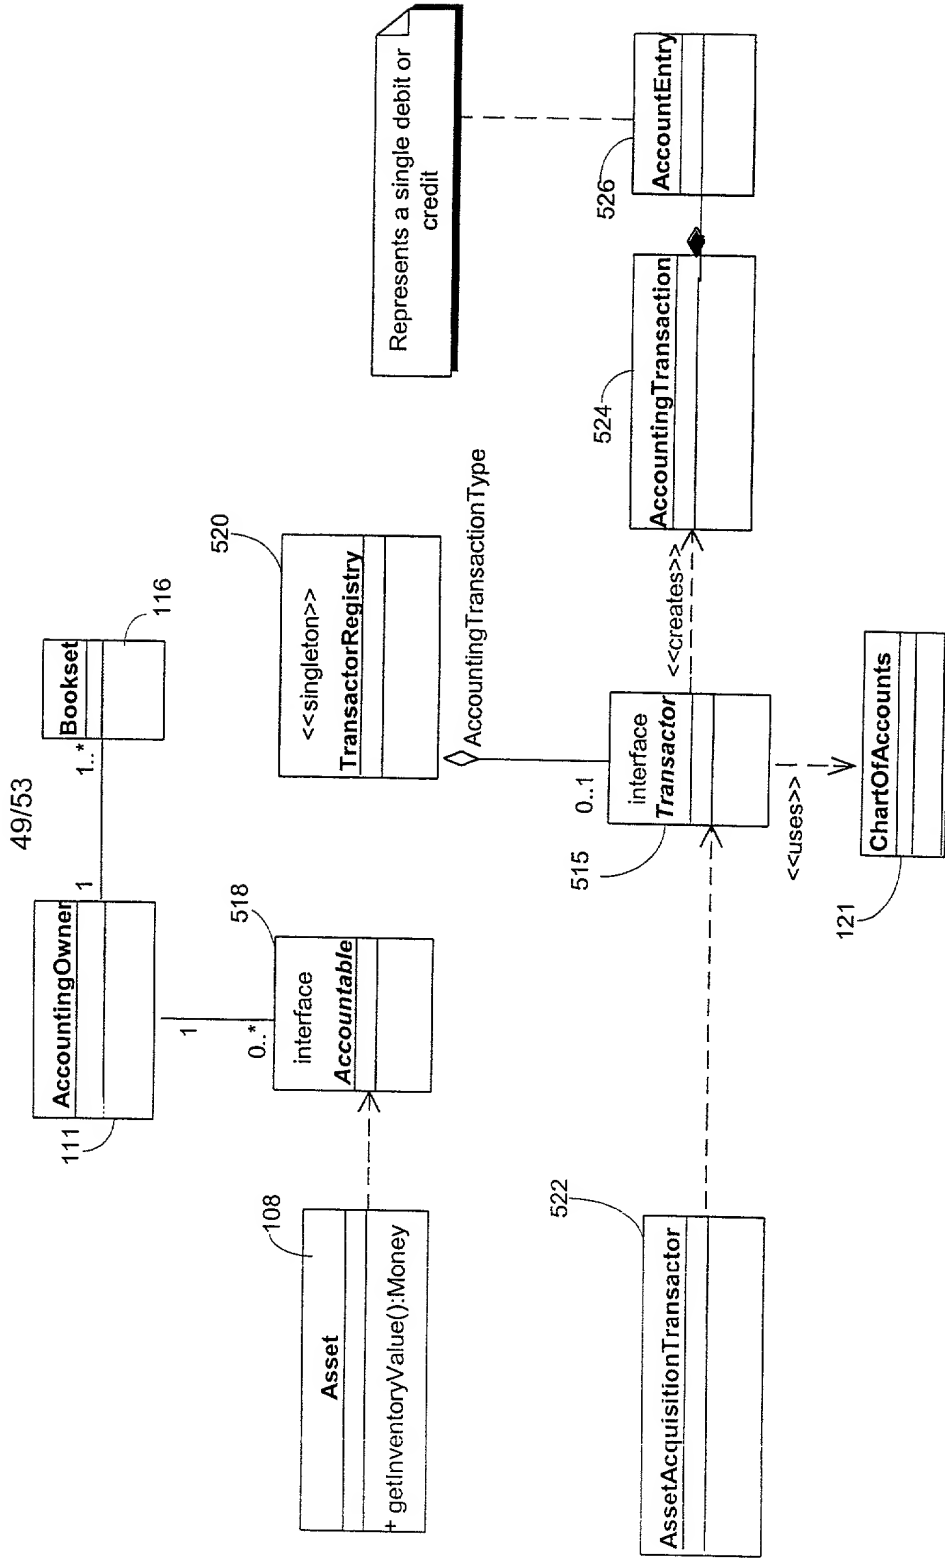 49/53
111
AccountingOwner
1
1..*
Bookset
116
1
0..*
518
interface
Accountable
108
Asset
+ getInventoryValue():Money
520
<<singleton>>
TransactorRegistry
AccountingTransactionType
0..1
Represents a single debit or
credit
522
AssetAcquisitionTransactor
515
interface
Transactor
<<creates>>
524
AccountingTransaction
526
AccountEntry
<<uses>>
121
ChartOfAccounts